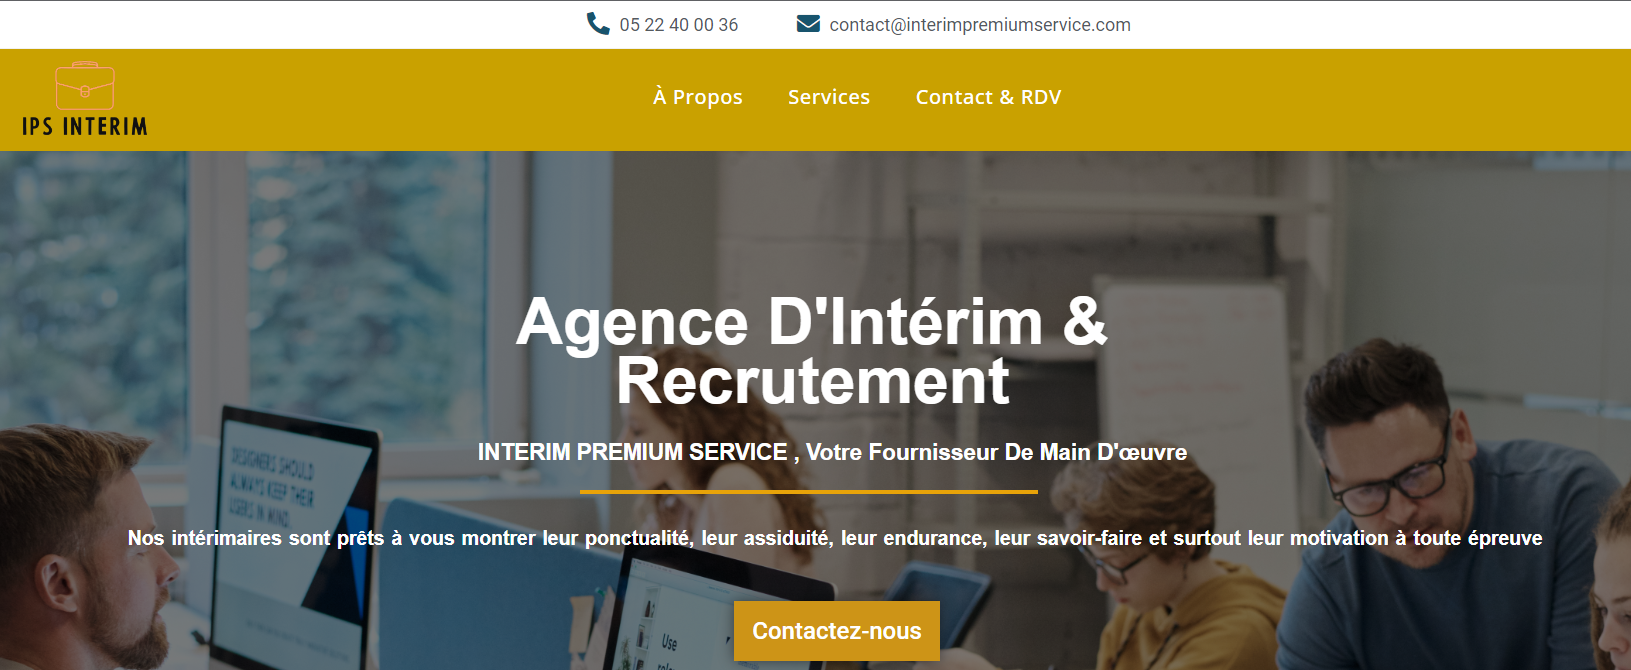 05 22 40 00 36 contact@interimpremiumservice.com
IPS INTERIM
À Propos Services Contact & RDV
Agence D'Intérim &
Recrutement
INTERIM PREMIUM SERVICE , Votre Fournisseur De Main D'œuvre
Nos intérimaires sont prêts à vous montrer leur ponctualité, leur assiduité, leur endurance, leur savoir-faire et surtout leur motivation à toute épreuve
Contactez-nous
DESIGNERS SHOULD
ALWAYS KEEP THEIR
USERS IN MIND.
Use